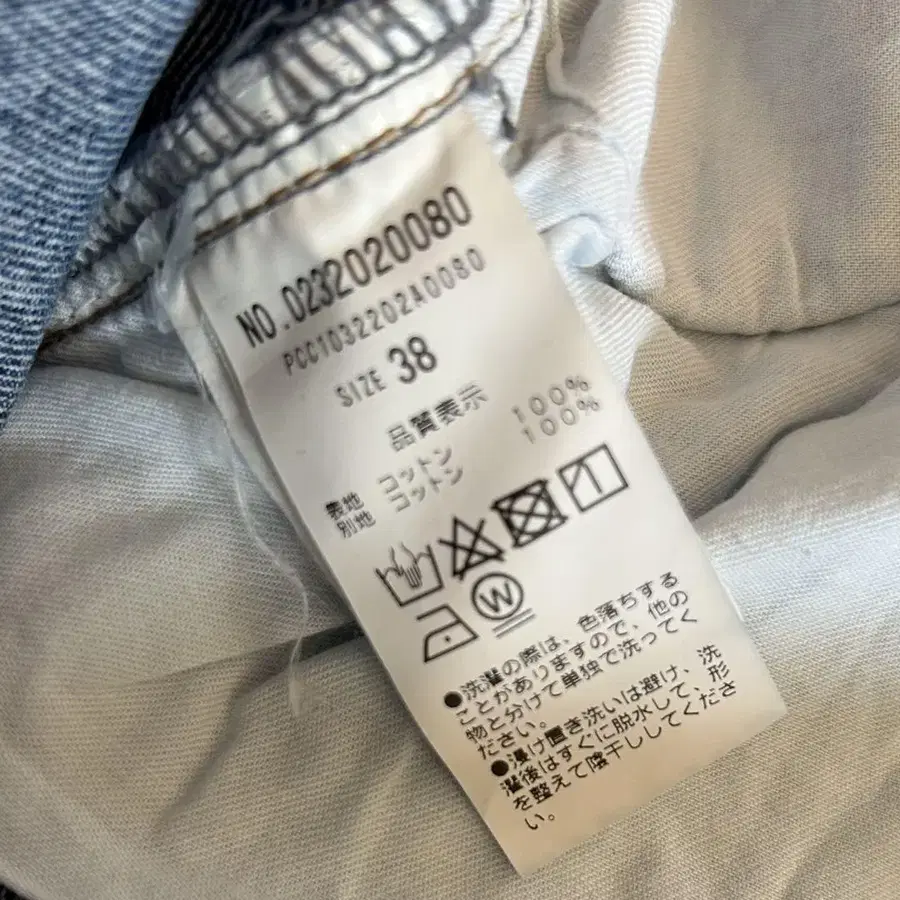 NO.0232020080
PCC1032202A0080
SIZE 38
品質表示
表地 コットン 100%
別地 コットン 100%
W
●洗濯の際は、色落ちする
ことがありますので、他の
物と分けて単独で洗ってく
ださい。
●浸け置き洗いは避け、洗
濯後はすぐに脱水して、形
を整えて陰干ししてくださ
い。